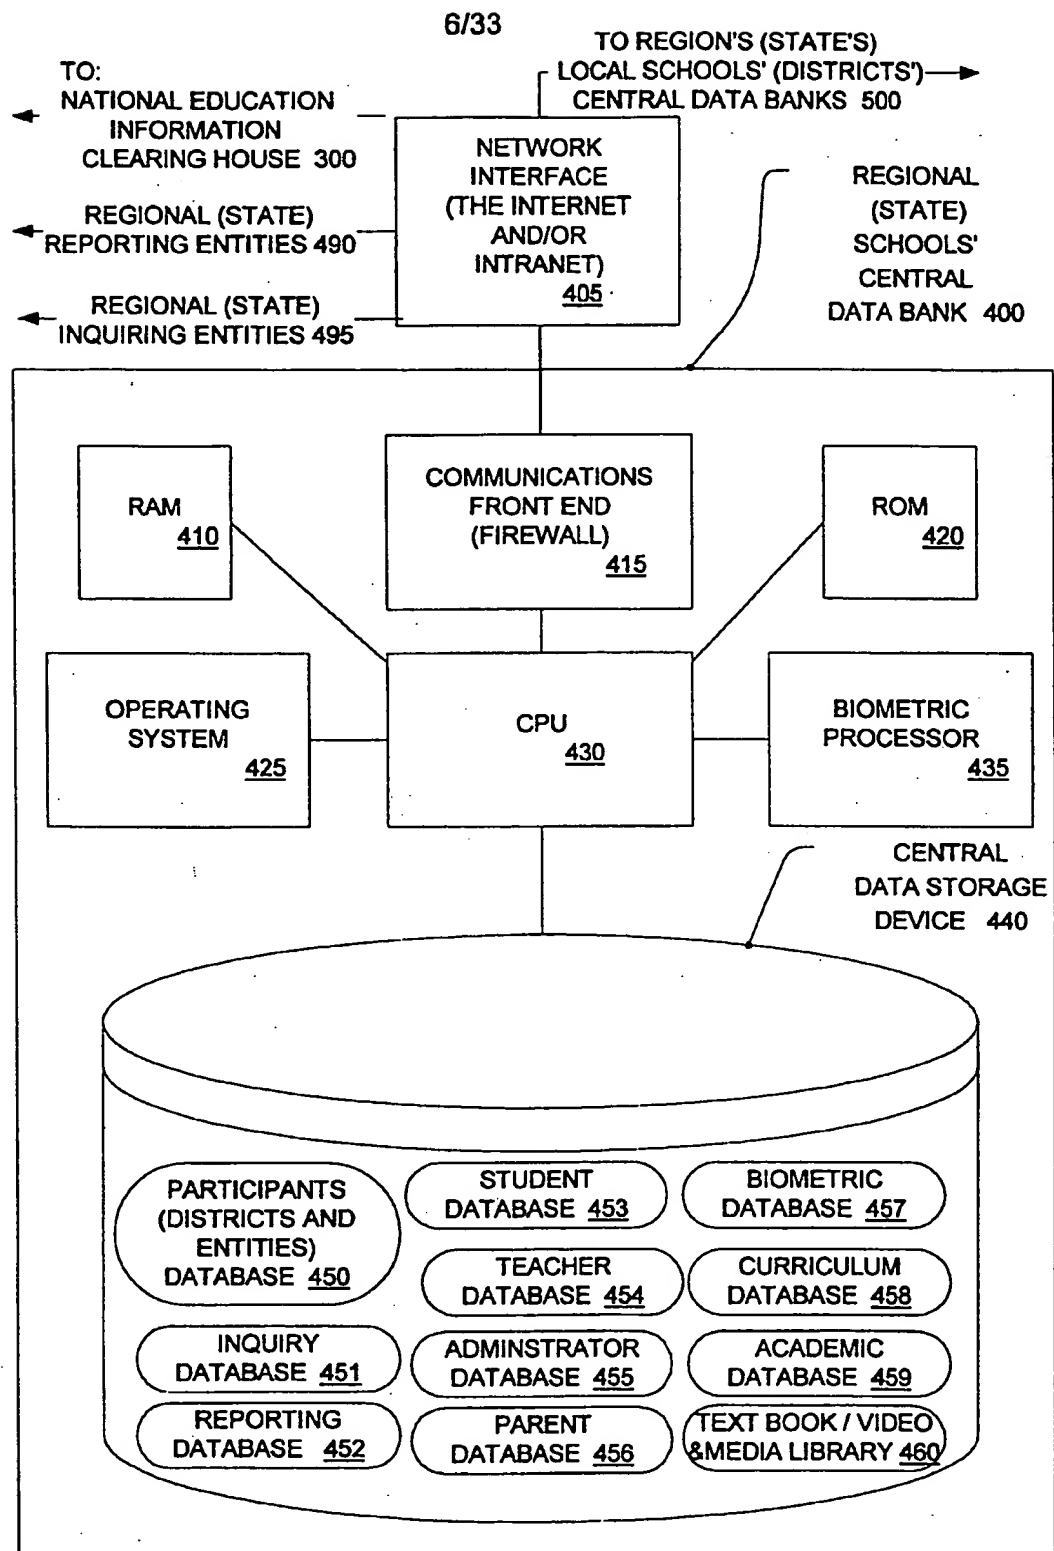 6/33
TO REGION'S (STATE'S)
LOCAL SCHOOLS' (DISTRICTS')
CENTRAL DATA BANKS 500
TO:
NATIONAL EDUCATION
INFORMATION
CLEARING HOUSE 300
REGIONAL (STATE)
REPORTING ENTITIES 490
REGIONAL (STATE)
INQUIRING ENTITIES 495
NETWORK
INTERFACE
(THE INTERNET
AND/OR
INTRANET)
405
REGIONAL
(STATE)
SCHOOLS'
CENTRAL
DATA BANK 400
RAM
410
COMMUNICATIONS
FRONT END
(FIREWALL)
415
ROM
420
OPERATING
SYSTEM
425
CPU
430
BIOMETRIC
PROCESSOR
435
CENTRAL
DATA STORAGE
DEVICE 440
PARTICIPANTS
(DISTRICTS AND
ENTITIES)
DATABASE 450
INQUIRY
DATABASE 451
REPORTING
DATABASE 452
STUDENT
DATABASE 453
TEACHER
DATABASE 454
ADMINSTRATOR
DATABASE 455
PARENT
DATABASE 456
BIOMETRIC
DATABASE 457
CURRICULUM
DATABASE 458
ACADEMIC
DATABASE 459
TEXT BOOK / VIDEO
&MEDIA LIBRARY 460